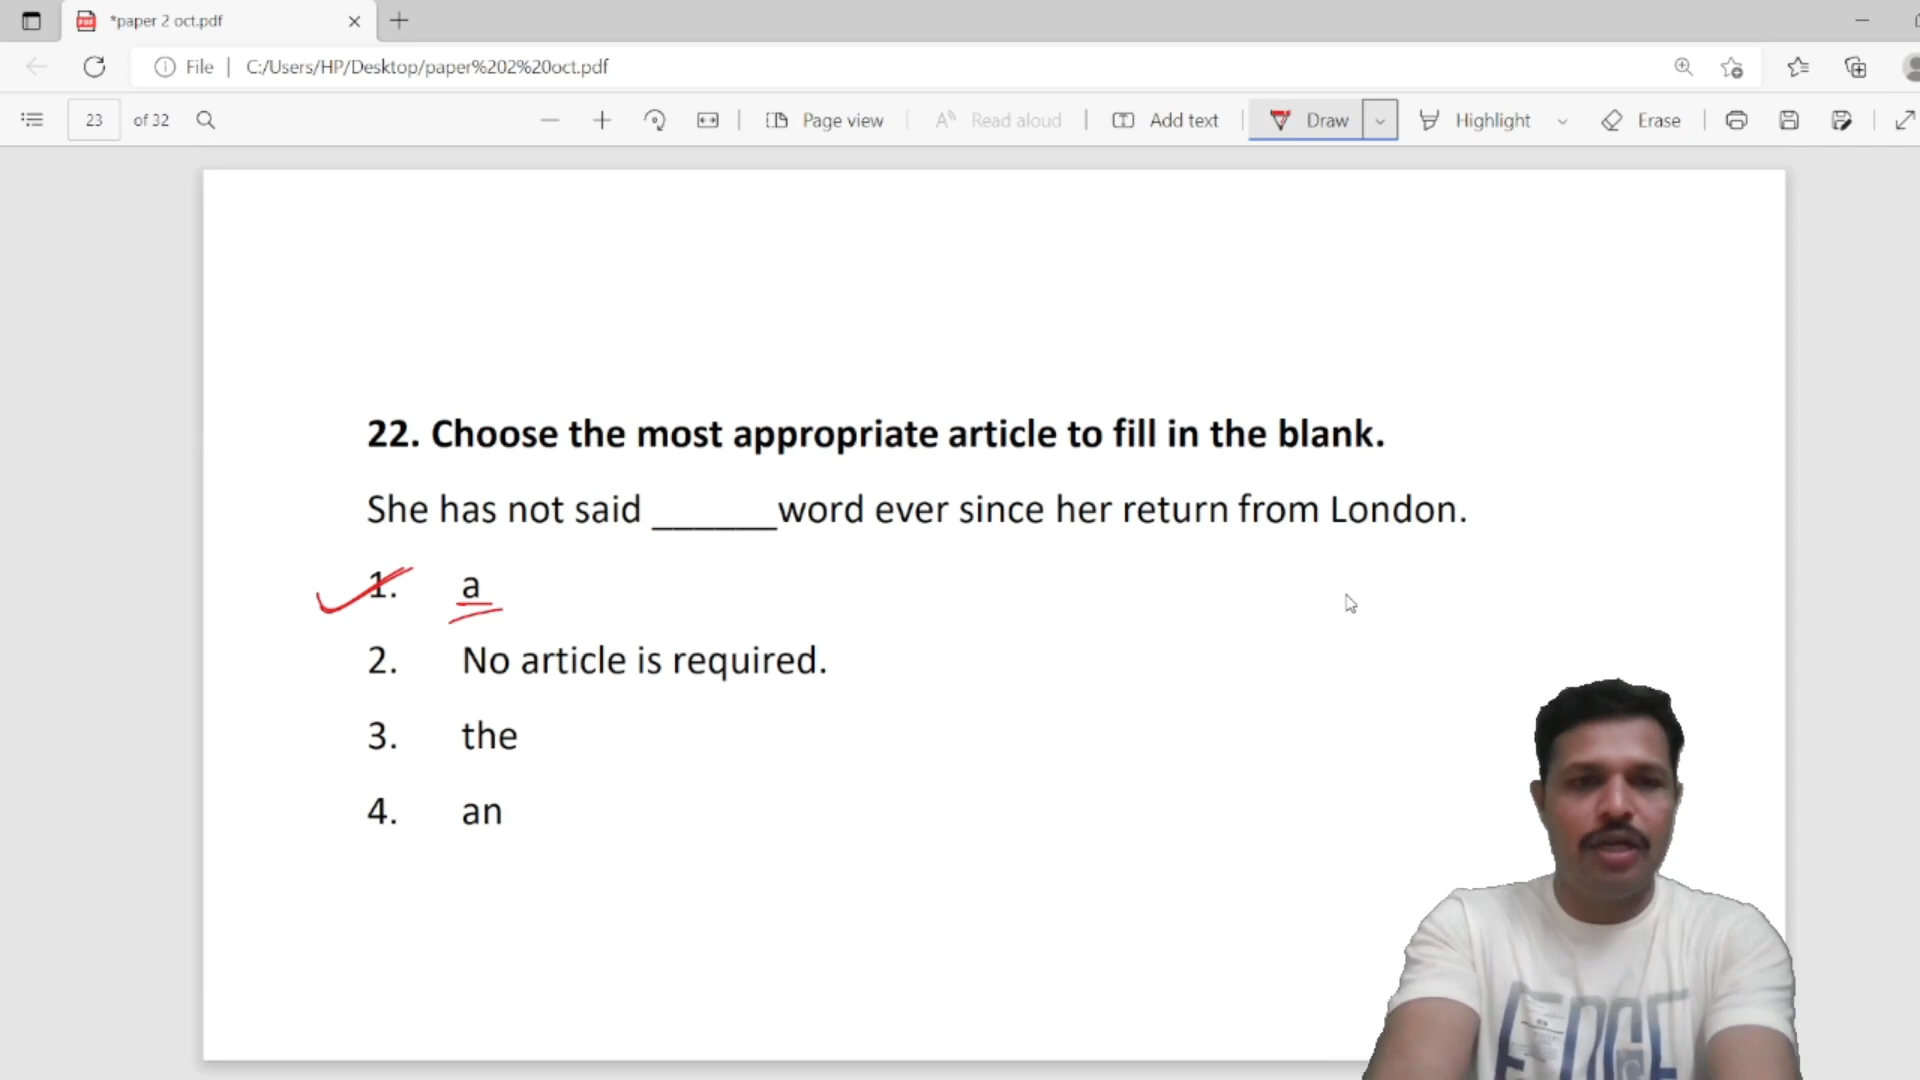 *paper 2 oct.pdf
File | C:/Users/HP/Desktop/paper%202%20oct.pdf
23 of 32 Page view Read aloud Add text Draw Highlight Erase
22. Choose the most appropriate article to fill in the blank.
She has not said ______word ever since her return from London.
1. a
2. No article is required.
3. the
4. an